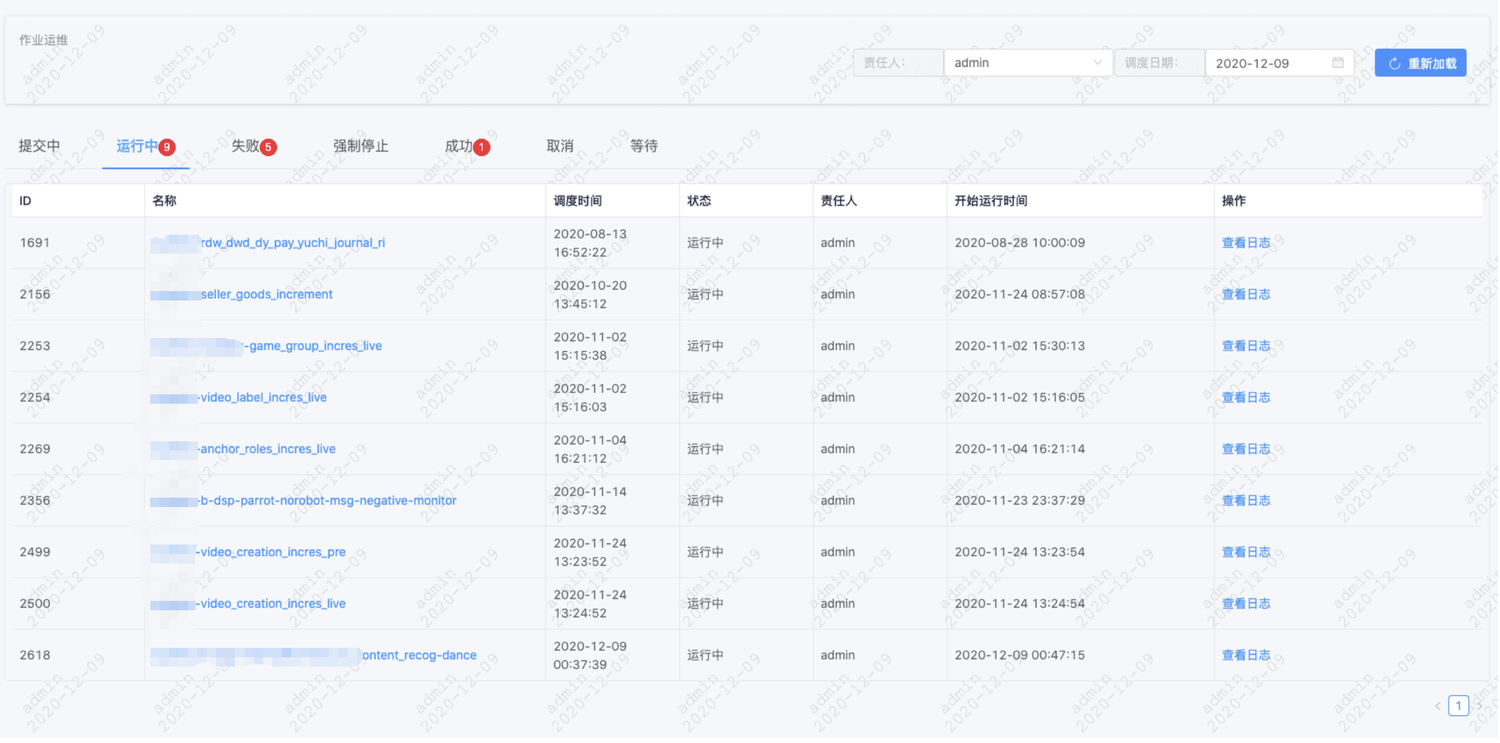 作业运维
责任人: admin 调度日期: 2020-12-09 重新加载
提交中 运行中 9 失败 5 强制停止 成功 1 取消 等待
ID 名称 调度时间 状态 责任人 开始运行时间 操作
1691 rdw_dwd_dy_pay_yuchi_journal_ri 2020-08-13 16:52:22 运行中 admin 2020-08-28 10:00:09 查看日志
2156 seller_goods_increment 2020-10-20 13:45:12 运行中 admin 2020-11-24 08:57:08 查看日志
2253 -game_group_incres_live 2020-11-02 15:15:38 运行中 admin 2020-11-02 15:30:13 查看日志
2254 -video_label_incres_live 2020-11-02 15:16:03 运行中 admin 2020-11-02 15:16:05 查看日志
2269 -anchor_roles_incres_live 2020-11-04 16:21:12 运行中 admin 2020-11-04 16:21:14 查看日志
2356 -b-dsp-parrot-norobot-msg-negative-monitor 2020-11-14 13:37:32 运行中 admin 2020-11-23 23:37:29 查看日志
2499 -video_creation_incres_pre 2020-11-24 13:23:52 运行中 admin 2020-11-24 13:23:54 查看日志
2500 -video_creation_incres_live 2020-11-24 13:24:52 运行中 admin 2020-11-24 13:24:54 查看日志
2618 ontent_recog-dance 2020-12-09 00:37:39 运行中 admin 2020-12-09 00:47:15 查看日志
< 1 >
admin
2020-12-09